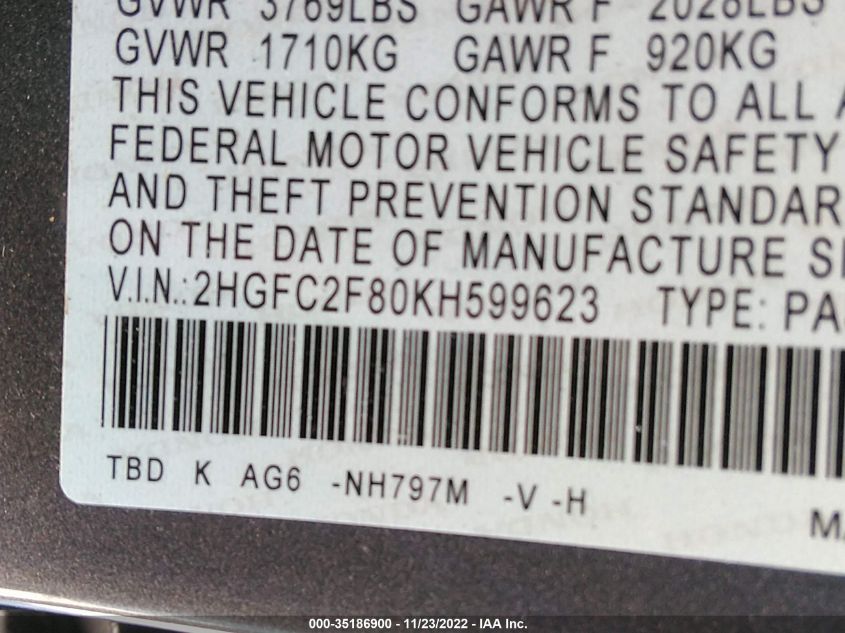 GVWR 3769LBS GAWR F 2028LBS
GVWR 1710KG GAWR F 920KG
THIS VEHICLE CONFORMS TO ALL A
FEDERAL MOTOR VEHICLE SAFETY
AND THEFT PREVENTION STANDAR
ON THE DATE OF MANUFACTURE S
V.I.N.:2HGFC2F80KH599623 TYPE: PA
TBD K AG6 -NH797M -V -H
MA
000-35186900 - 11/23/2022 - IAA Inc.